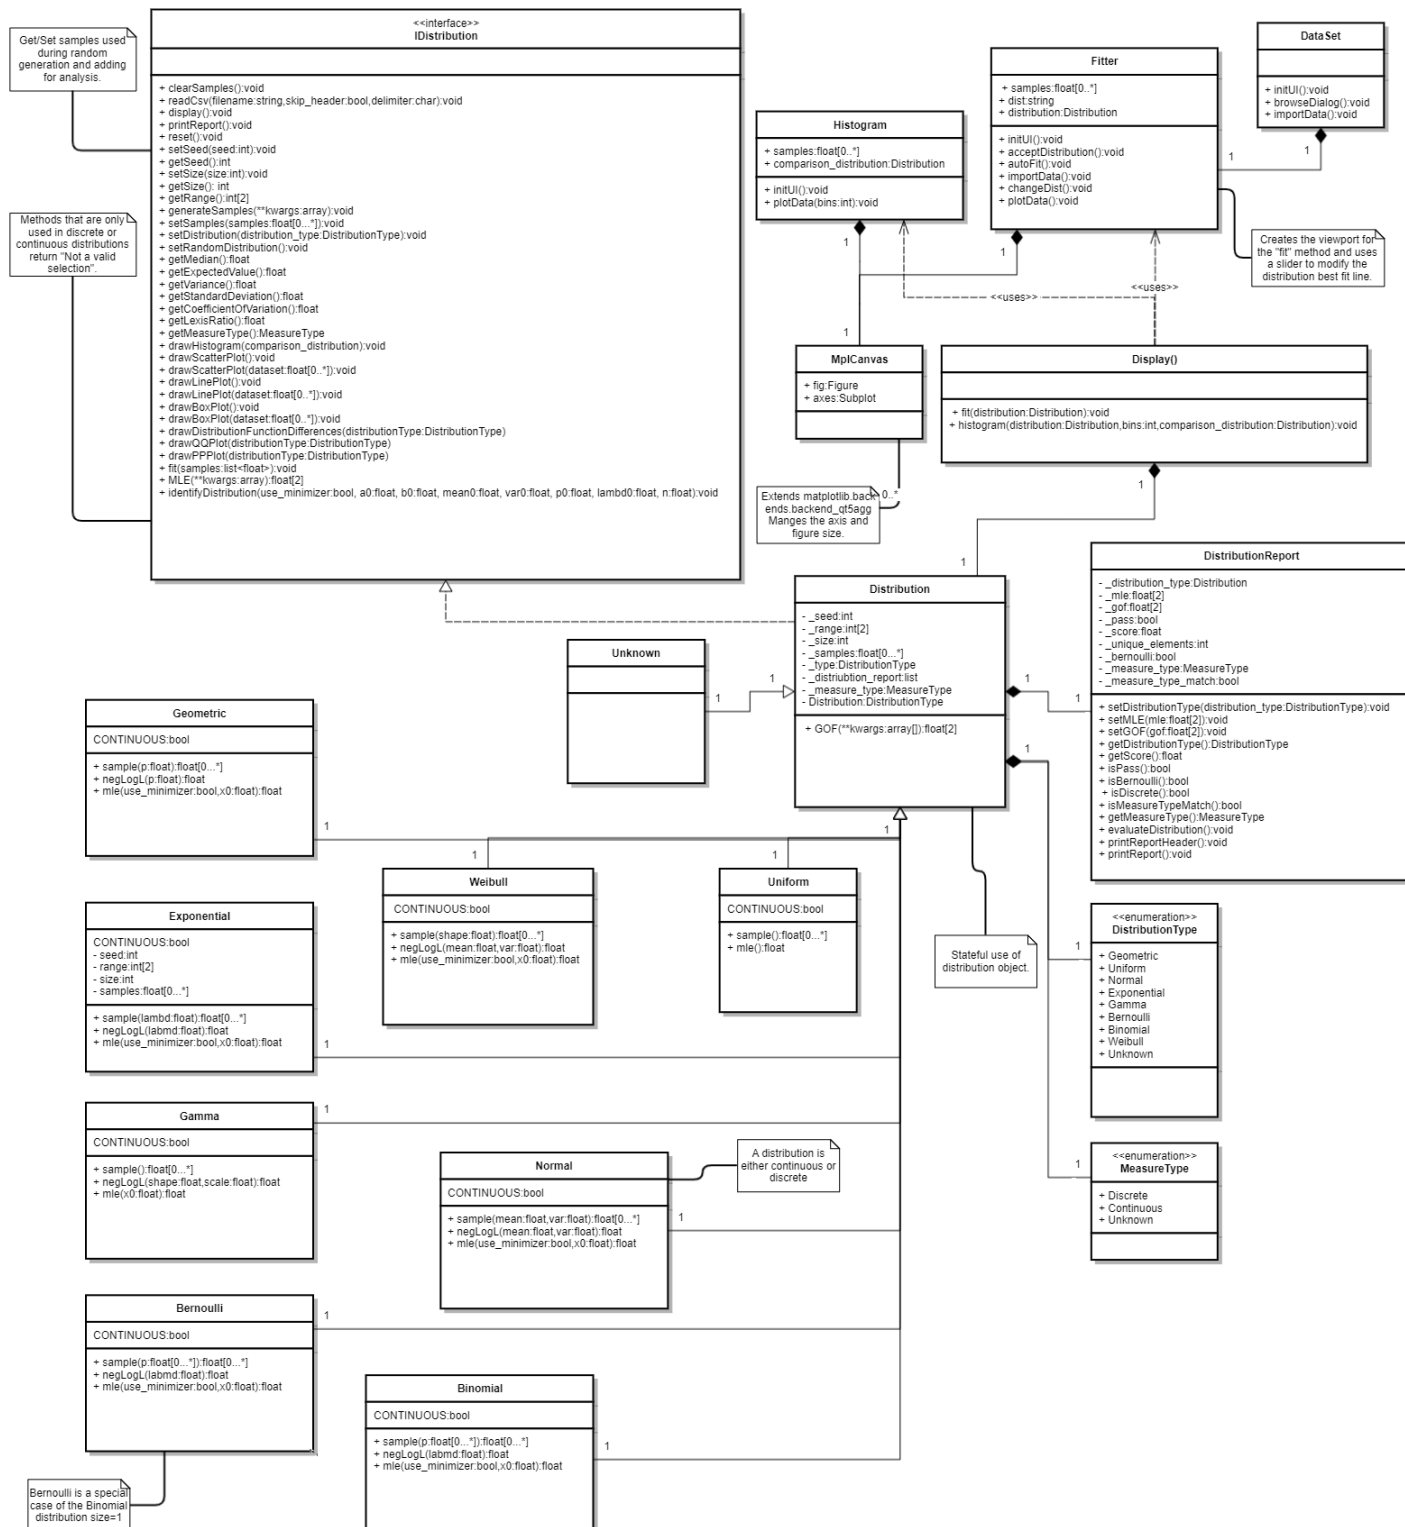 Get/Set samples used
during random
generation and adding
for analysis.
Methods that are only
used in discrete or
continuous distributions
return "Not a valid
selection".
<<interface>>
IDistribution
+ clearSamples():void
+ readCsv(filename:string,skip_header:bool,delimiter:char):void
+ display():void
+ printReport():void
+ reset():void
+ setSeed(seed:int):void
+ getSeed():int
+ setSize(size:int):void
+ getSize(): int
+ getRange():int[2]
+ generateSamples(**kwargs:array):void
+ setSamples(samples:float[0...*]):void
+ setDistribution(distribution_type:DistributionType):void
+ setRandomDistribution():void
+ getMedian():float
+ getExpectedValue():float
+ getVariance():float
+ getStandardDeviation():float
+ getCoefficientOfVariation():float
+ getLexisRatio():float
+ getMeasureType():MeasureType
+ drawHistogram(comparison_distribution):void
+ drawScatterPlot():void
+ drawScatterPlot(dataset:float[0..*]):void
+ drawLinePlot():void
+ drawLinePlot(dataset:float[0..*]):void
+ drawBoxPlot():void
+ drawBoxPlot(dataset:float[0..*]):void
+ drawDistributionFunctionDifferences(distributionType:DistributionType)
+ drawQQPlot(distributionType:DistributionType)
+ drawPPPlot(distributionType:DistributionType)
+ fit(samples:list<float>):void
+ MLE(**kwargs:array):float[2]
+ identifyDistribution(use_minimizer:bool, a0:float, b0:float, mean0:float, var0:float, p0:float, lambd0:float, n:float):void
Histogram
+ samples:float[0..*]
+ comparison_distribution:Distribution
+ initUI():void
+ plotData(bins:int):void
Fitter
+ samples:float[0..*]
+ dist:string
+ distribution:Distribution
+ initUI():void
+ acceptDistribution():void
+ autoFit():void
+ importData():void
+ changeDist():void
+ plotData():void
DataSet
+ initUI():void
+ browseDialog():void
+ importData():void
1
1
1
1
1
Creates the viewport for
the "fit" method and uses
a slider to modify the
distribution best fit line.
<<uses>>
<<uses>>
MplCanvas
+ fig:Figure
+ axes:Subplot
0..*
Extends matplotlib.back
ends.backend_qt5agg
Manges the axis and
figure size.
Display()
+ fit(distribution:Distribution):void
+ histogram(distribution:Distribution,bins:int,comparison_distribution:Distribution):void
1
1
Distribution
- _seed:int
- _range:int[2]
- _size:int
- _samples:float[0...*]
- _type:DistributionType
- _distriubtion_report:list
- _measure_type:MeasureType
- Distribution:DistributionType
+ GOF(**kwargs:array[]):float[2]
DistributionReport
- _distribution_type:Distribution
- _mle:float[2]
- _gof:float[2]
- _pass:bool
- _score:float
- _unique_elements:int
- _bernoulli:bool
- _measure_type:MeasureType
- _measure_type_match:bool
+ setDistributionType(distribution_type:DistributionType):void
+ setMLE(mle:float[2]):void
+ setGOF(gof:float[2]):void
+ getDistributionType():DistributionType
+ getScore():float
+ isPass():bool
+ isBernoulli():bool
+ isDiscrete():bool
+ isMeasureTypeMatch():bool
+ getMeasureType():MeasureType
+ evaluateDistribution():void
+ printReportHeader():void
+ printReport():void
1
1
1
1
1
1
Unknown
1
1
Geometric
CONTINUOUS:bool
+ sample(p:float):float[0...*]
+ negLogL(p:float):float
+ mle(use_minimizer:bool,x0:float):float
1
1
1
1
Weibull
CONTINUOUS:bool
+ sample(shape:float):float[0...*]
+ negLogL(mean:float,var:float):float
+ mle(use_minimizer:bool,x0:float):float
Uniform
CONTINUOUS:bool
+ sample():float[0...*]
+ mle():float
Stateful use of
distribution object.
<<enumeration>>
DistributionType
+ Geometric
+ Uniform
+ Normal
+ Exponential
+ Gamma
+ Bernoulli
+ Binomial
+ Weibull
+ Unknown
Exponential
CONTINUOUS:bool
- seed:int
- range:int[2]
- size:int
- samples:float[0...*]
+ sample(lambd:float):float[0...*]
+ negLogL(labmd:float):float
+ mle(use_minimizer:bool,x0:float):float
1
Gamma
CONTINUOUS:bool
+ sample():float[0...*]
+ negLogL(shape:float,scale:float):float
+ mle(x0:float):float
1
Normal
CONTINUOUS:bool
+ sample(mean:float,var:float):float[0...*]
+ negLogL(mean:float,var:float):float
+ mle(use_minimizer:bool,x0:float):float
1
A distribution is
either continuous or
discrete
<<enumeration>>
MeasureType
+ Discrete
+ Continuous
+ Unknown
Bernoulli
CONTINUOUS:bool
+ sample(p:float[0...*]):float[0...*]
+ negLogL(labmd:float):float
+ mle(use_minimizer:bool,x0:float):float
1
Binomial
CONTINUOUS:bool
+ sample(p:float[0...*]):float[0...*]
+ negLogL(labmd:float):float
+ mle(use_minimizer:bool,x0:float):float
1
Bernoulli is a special
case of the Binomial
distribution size=1